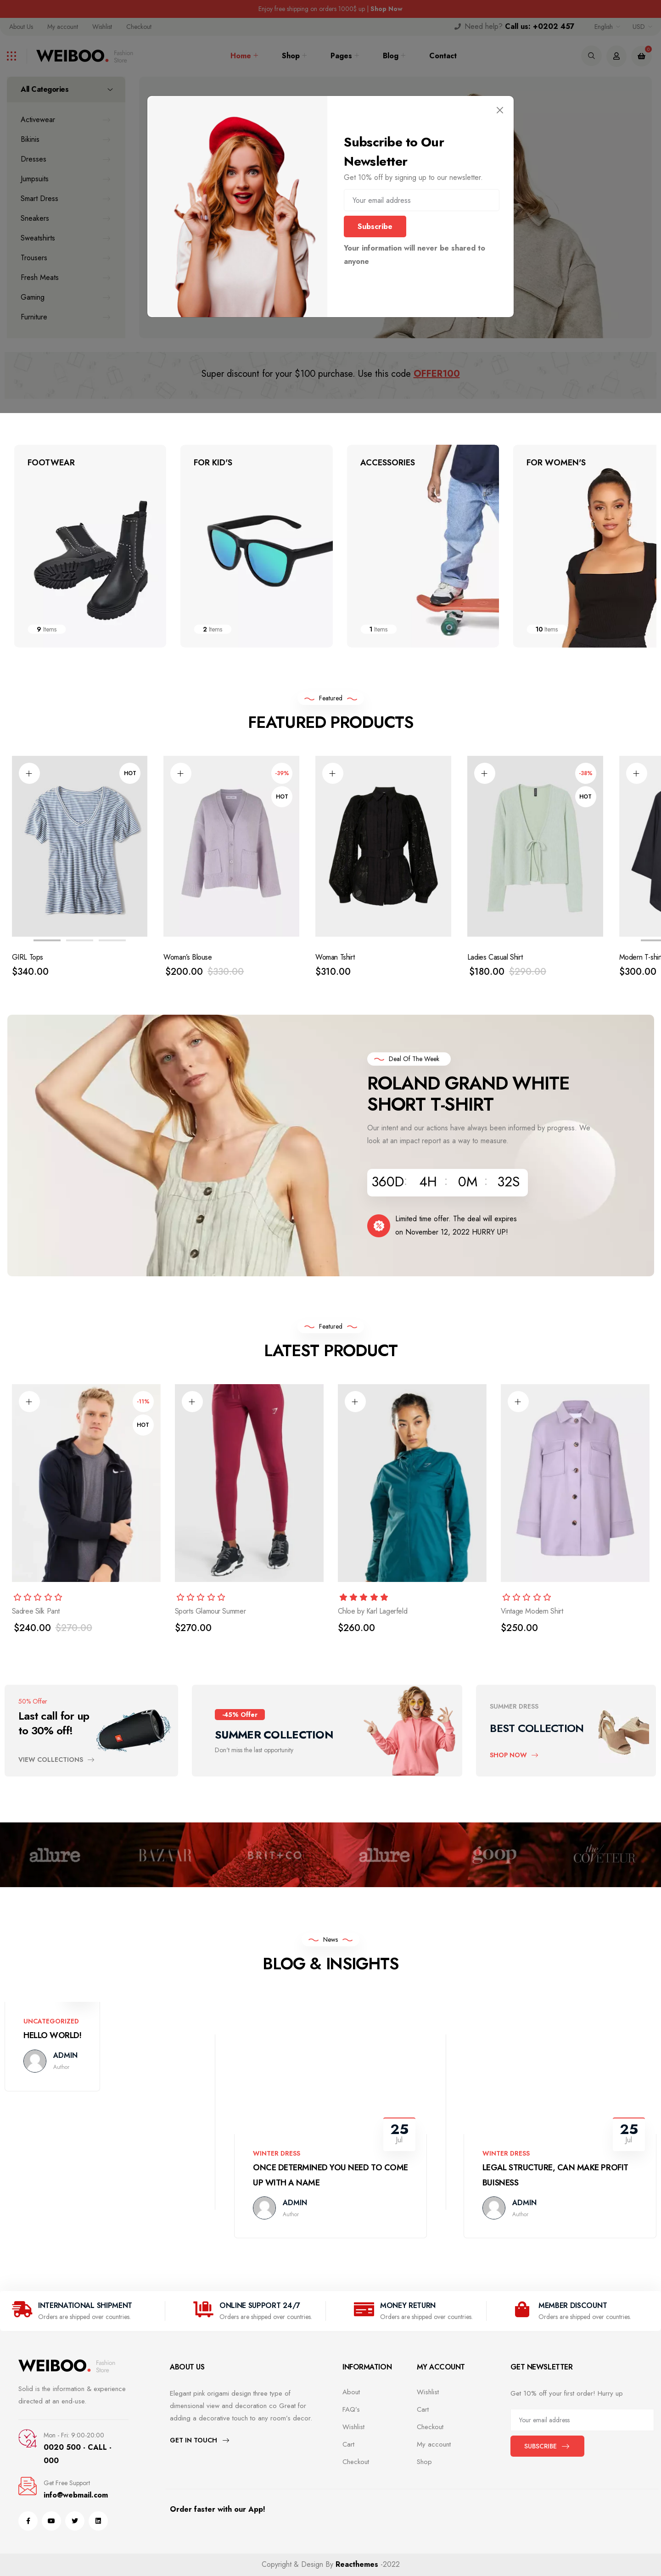 Enjoy free shipping on orders 1000$ up | Shop Now
About Us My account Wishlist Checkout
Need help? Call us: +0202 457 English USD
WEIBOO. Fashion Store
Home + Shop + Pages + Blog + Contact
0
All Categories
Activewear
Bikinis
Dresses
Jumpsuits
Smart Dress
Sneakers
Sweatshirts
Trousers
Fresh Meats
Gaming
Furniture
Subscribe to Our
Newsletter
Get 10% off by signing up to our newsletter.
Your email address
Subscribe
Your information will never be shared to
anyone
Super discount for your $100 purchase. Use this code OFFER100
FOOTWEAR
9 Items
FOR KID'S
2 Items
ACCESSORIES
1 Items
FOR WOMEN'S
10 Items
Featured
FEATURED PRODUCTS
HOT
GIRL Tops
$340.00
-39%
HOT
Woman's Blouse
$200.00 $330.00
Woman Tshirt
$310.00
-38%
HOT
Ladies Casual Shirt
$180.00 $290.00
Modern T-shir
$300.00
Deal Of The Week
ROLAND GRAND WHITE
SHORT T-SHIRT
Our intent and our actions have always been informed by progress. We
look at an impact report as a way to measure.
360D : 4H : 0M : 32S
Limited time offer. The deal will expires
on November 12, 2022 HURRY UP!
Featured
LATEST PRODUCT
-11%
HOT
Sadree Silk Pant
$240.00 $270.00
Sports Glamour Summer
$270.00
Chloe by Karl Lagerfeld
$260.00
Vintage Modern Shirt
$250.00
50% Offer
Last call for up
to 30% off!
VIEW COLLECTIONS
-45% Offer
SUMMER COLLECTION
Don't miss the last opportunity
SUMMER DRESS
BEST COLLECTION
SHOP NOW
allure BAZAAR BRIT+CO allure goop the COVETEUR
News
BLOG & INSIGHTS
UNCATEGORIZED
HELLO WORLD!
ADMIN
Author
25
Jul
WINTER DRESS
ONCE DETERMINED YOU NEED TO COME
UP WITH A NAME
ADMIN
Author
25
Jul
WINTER DRESS
LEGAL STRUCTURE, CAN MAKE PROFIT
BUISNESS
ADMIN
Author
INTERNATIONAL SHIPMENT
Orders are shipped over countries
ONLINE SUPPORT 24/7
Orders are shipped over countries
MONEY RETURN
Orders are shipped over countries
MEMBER DISCOUNT
Orders are shipped over countries
WEIBOO. Fashion Store
Solid is the information & experience
directed at an end-use.
Mon - Fri: 9:00-20:00
0020 500 - CALL -
000
Get Free Support
info@webmail.com
ABOUT US
Elegant pink origami design three type of
dimensional view and decoration co Great for
adding a decorative touch to any room's decor.
GET IN TOUCH
Order faster with our App!
INFORMATION
About
FAQ's
Wishlist
Cart
Checkout
MY ACCOUNT
Wishlist
Cart
Checkout
My account
Shop
GET NEWSLETTER
Get 10% off your first order! Hurry up
Your email address
SUBSCRIBE
Copyright & Design By Reacthemes -2022